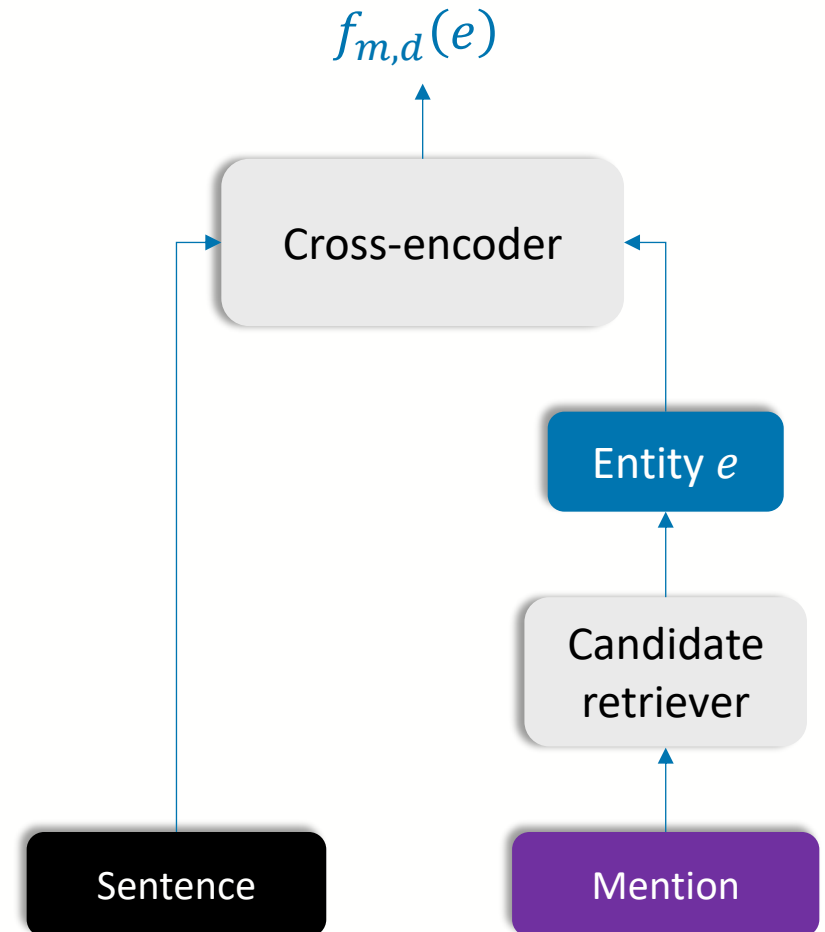 f_{m,d}(e)
Cross-encoder
Entity e
Candidate
retriever
Sentence
Mention